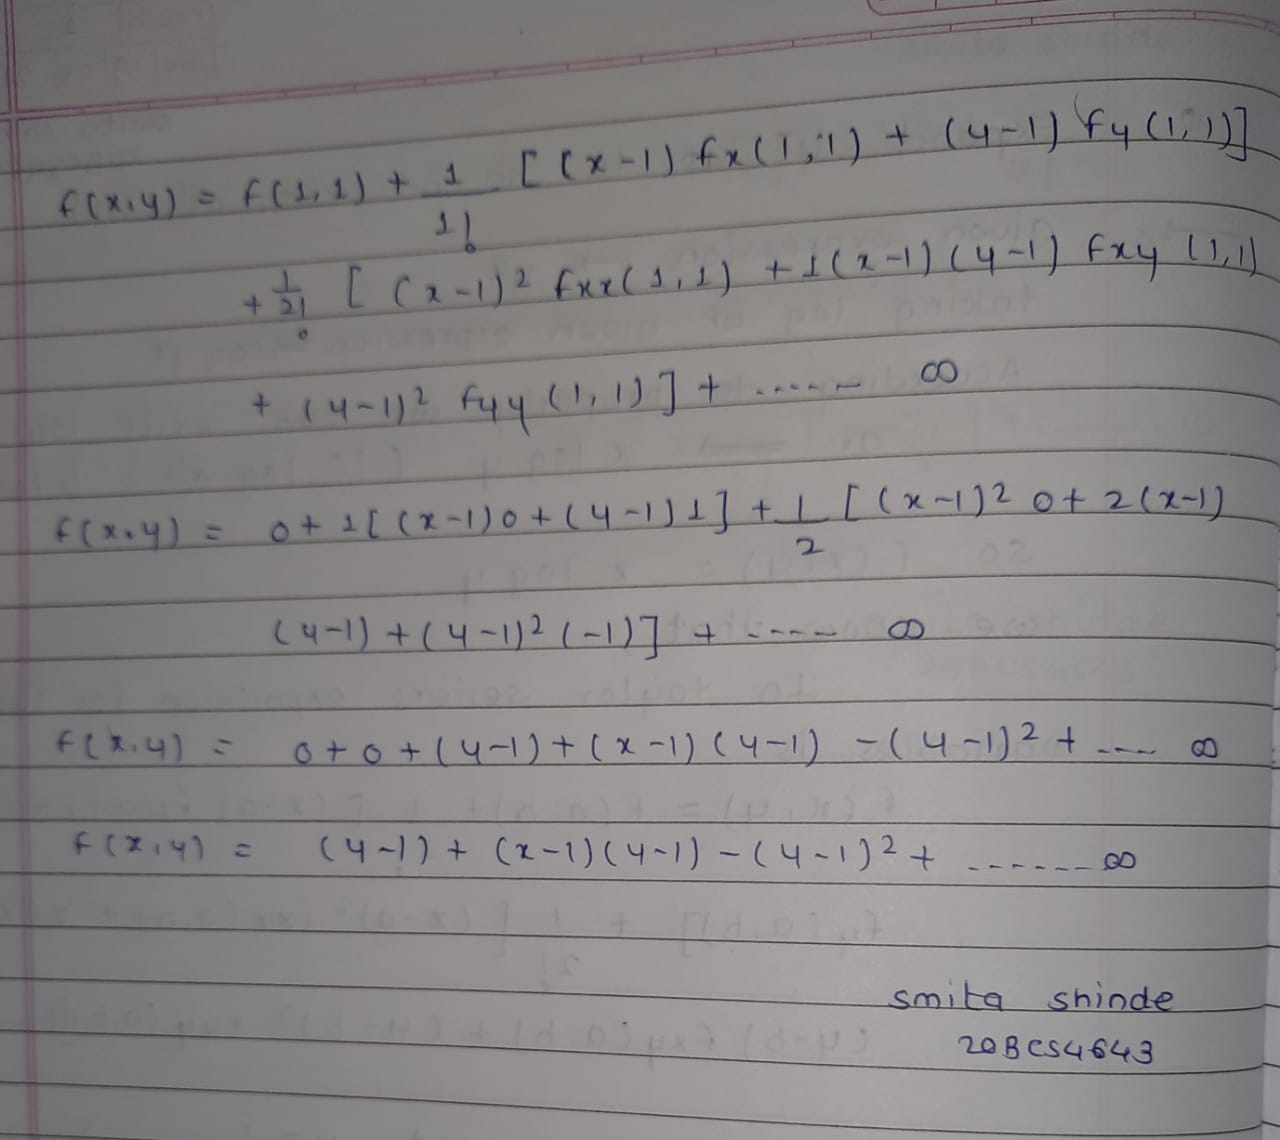 f(x,y) = f(1,1) + 1/1! [(x-1) fx(1,1) + (y-1) fy(1,1)]
+ 1/2! [(x-1)² fxx(1,1) + 1(x-1)(y-1) fxy (1,1)
+ (y-1)² fyy (1,1)] + ...... ∞
f(x,y) = 0+1[(x-1)0+(y-1)1] + 1/2 [(x-1)² 0+ 2(x-1)
(y-1) + (y-1)² (-1)] + ..... ∞
f(x,y) = 0+0+(y-1)+(x-1)(y-1) -(y-1)² + .... ∞
f(x,y) = (y-1) + (x-1)(y-1) -(y-1)² + ....... ∞
smita shinde
20BCS4643